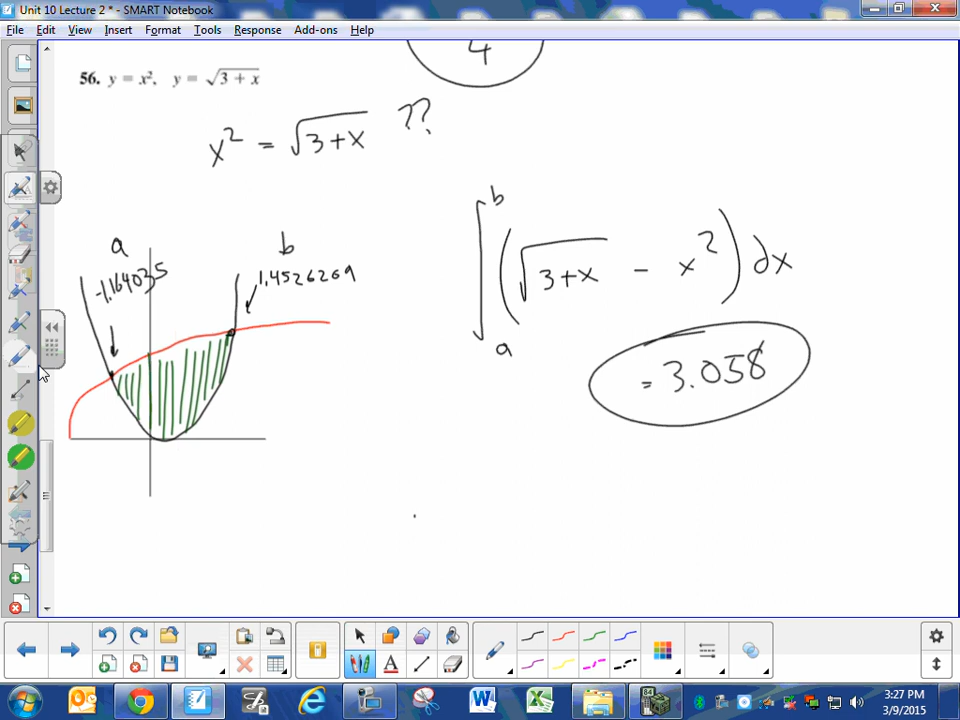 Unit 10 Lecture 2 * - SMART Notebook
File Edit View Insert Format Tools Response Add-ons Help
4
56. y = x², y = √3 + x
x² = √3+x ??
a
-1.164035
b
1.4526269
∫ b a (√3+x - x²) dx
= 3.058
A
W
X
84
3:27 PM
3/9/2015